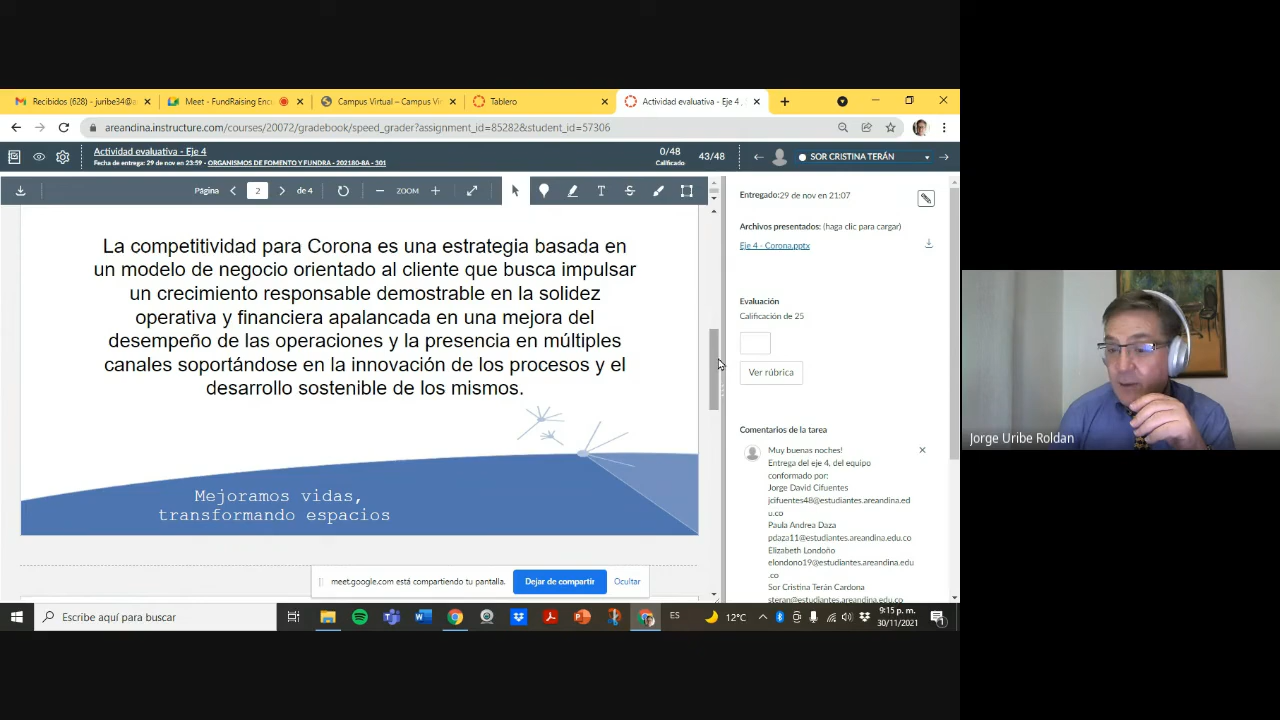 Recibidos (628) - juribe34@a
Meet - FundRaising Enc
Campus Virtual – Campus Vi
Tablero
Actividad evaluativa - Eje 4 ,
areandina.instructure.com/courses/20072/gradebook/speed_grader?assignment_id=85282&student_id=57306
Actividad evaluativa - Eje 4
Fecha de entrega: 29 de nov en 23:59 - ORGANISMOS DE FOMENTO Y FUNDRA - 202180-8A - 301
0/48
Calificado
43/48
SOR CRISTINA TERÁN
Página
2
de 4
ZOOM
La competitividad para Corona es una estrategia basada en
un modelo de negocio orientado al cliente que busca impulsar
un crecimiento responsable demostrable en la solidez
operativa y financiera apalancada en una mejora del
desempeño de las operaciones y la presencia en múltiples
canales soportándose en la innovación de los procesos y el
desarrollo sostenible de los mismos.
Mejoramos vidas,
transformando espacios
Entregado: 29 de nov en 21:07
Archivos presentados: (haga clic para cargar)
Eje 4 - Corona.pptx
Evaluación
Calificación de 25
Ver rúbrica
Comentarios de la tarea
Muy buenas noches!
Entrega del eje 4, del equipo
conformado por:
Jorge David Cifuentes
jcifuentes48@estudiantes.areandina.ed
u.co
Paula Andrea Daza
pdaza11@estudiantes.areandina.edu.co
Elizabeth Londoño
elondono19@estudiantes.areandina.edu
.co
Sor Cristina Terán Cardona
steran@estudiantes.areandina.edu.co
meet.google.com está compartiendo tu pantalla.
Dejar de compartir
Ocultar
Escribe aquí para buscar
12°C
ES
9:15 p. m.
30/11/2021
Jorge Uribe Roldan